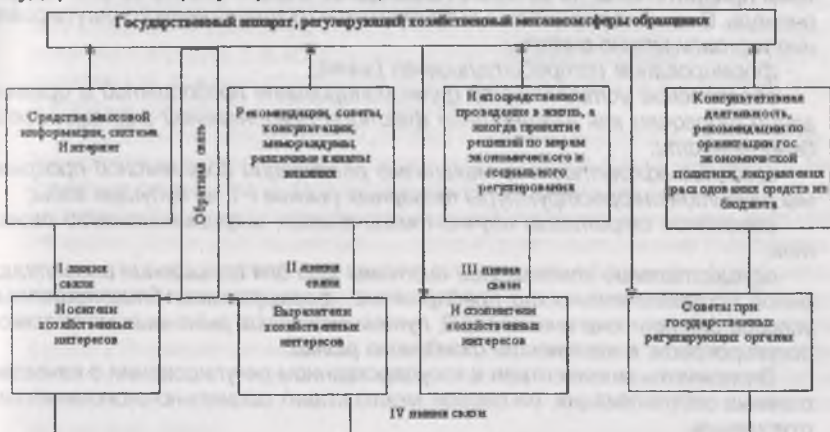 Государственный аппарат, регулирующий хозяйственный механизм сферы обращения
Средства массовой
информации, система
Интернет
Обратная связь
Рекомендации, советы,
консультации,
меморандумы,
различные каналы
влияния
Непосредственное
проведение в жизнь, а
иногда принятие
решений по мерам
экономического и
социального
регулирования
Консультативная
деятельность,
рекомендации по
ориентации гос.
экономической
политики, направления
расходования средств из
бюджета
I линия
связи
II линия
связи
III линия
связи
Носители
хозяйственных
интересов
Выразители
хозяйственных
интересов
Исполнители
хозяйственных
интересов
Советы при
государственных
регулирующих органах
IV линия связи